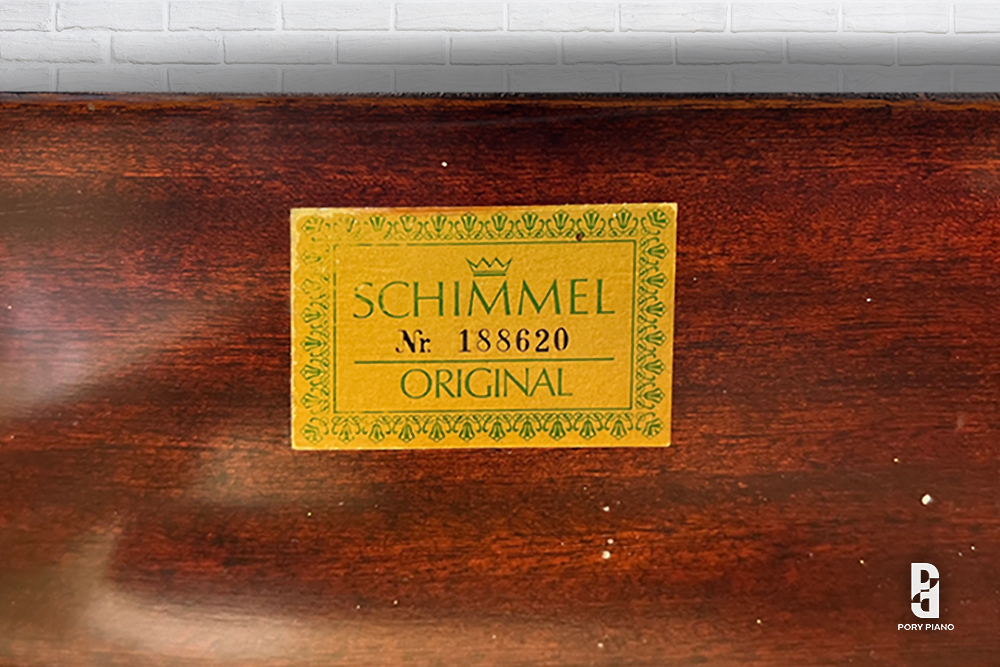 SCHIMMEL
Nr. 188620
ORIGINAL
PORY PIANO